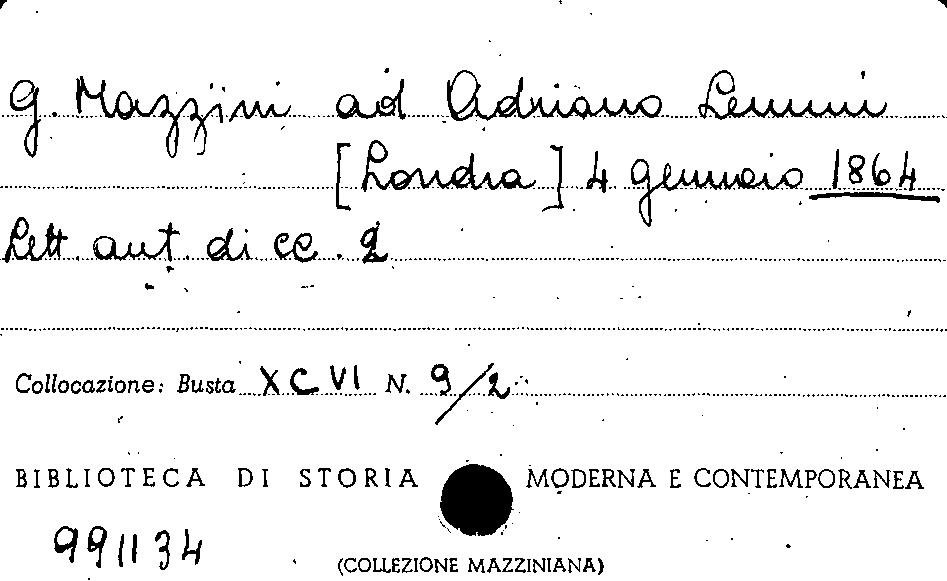 G. Mazzini ad Adriano Lemmi
[Londra] 4 gennaio 1864
Lett. aut. di cc. 2
Collocazione: Busta XCVI N. 9/2
BIBLIOTECA DI STORIA MODERNA E CONTEMPORANEA
991134
(COLLEZIONE MAZZINIANA)